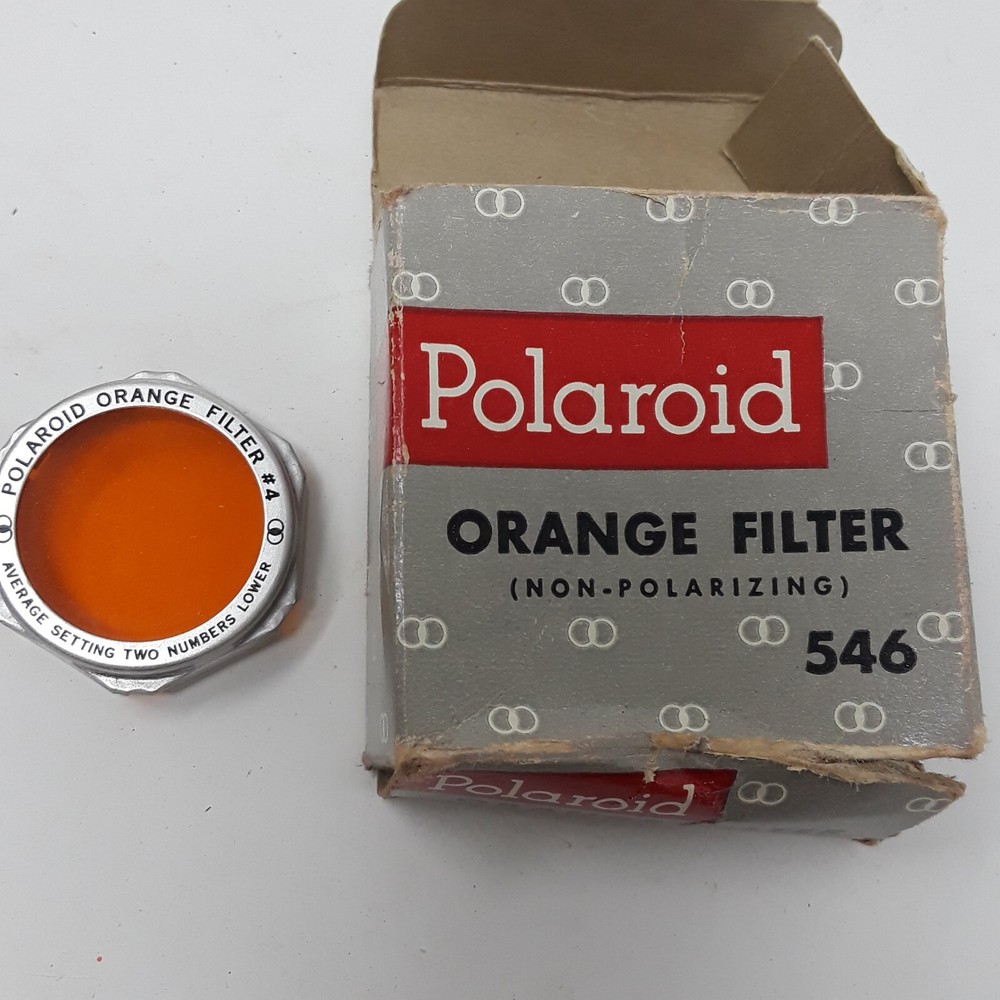 POLAROID ORANGE FILTER #4
AVERAGE SETTING TWO NUMBERS LOWER
Polaroid
ORANGE FILTER
(NON-POLARIZING)
546
Polaroid